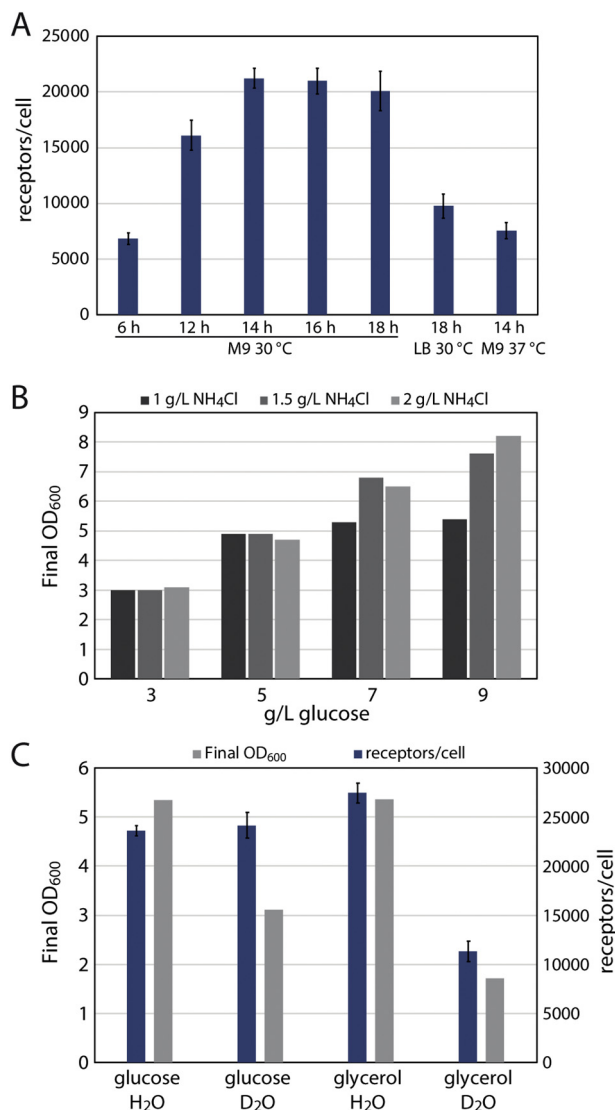 A
25000
20000
15000
10000
5000
0
receptors/cell
6 h 12 h 14 h 16 h 18 h 18 h 14 h
M9 30 °C LB 30 °C M9 37 °C
B
1 g/L NH₄Cl 1.5 g/L NH₄Cl 2 g/L NH₄Cl
9
8
7
6
5
4
3
2
1
0
Final OD₆₀₀
3 5 7 9
g/L glucose
C
Final OD₆₀₀ receptors/cell
6 30000
5 25000
4 20000
3 15000
2 10000
1 5000
0 0
Final OD₆₀₀
receptors/cell
glucose glucose glycerol glycerol
H₂O D₂O H₂O D₂O